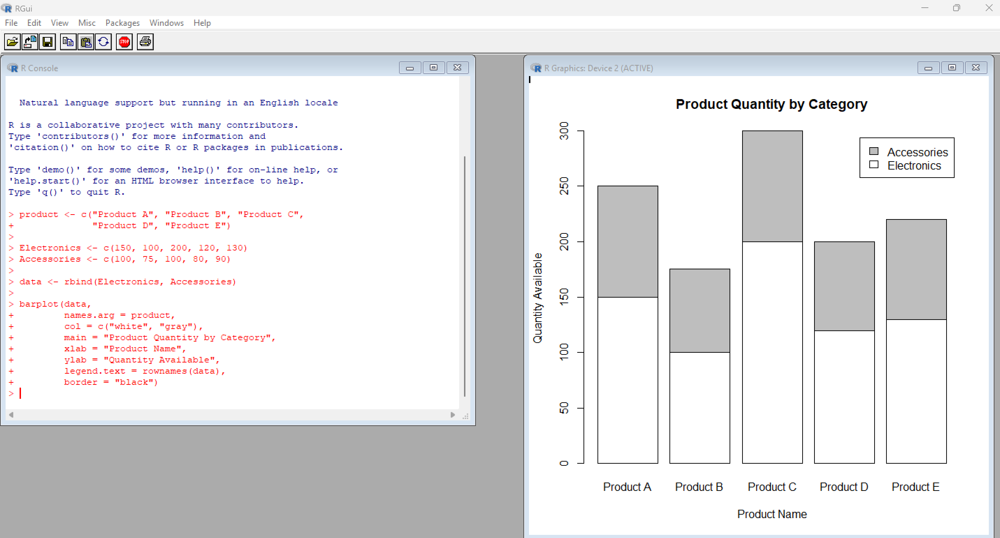 RGui
File Edit View Misc Packages Windows Help
STOP
R Console
Natural language support but running in an English locale
R is a collaborative project with many contributors.
Type 'contributors()' for more information and
'citation()' on how to cite R or R packages in publications.
Type 'demo()' for some demos, 'help()' for on-line help, or
'help.start()' for an HTML browser interface to help.
Type 'q()' to quit R.
> product <- c("Product A", "Product B", "Product C",
+               "Product D", "Product E")
>
> Electronics <- c(150, 100, 200, 120, 130)
> Accessories <- c(100, 75, 100, 80, 90)
>
> data <- rbind(Electronics, Accessories)
>
> barplot(data,
+         names.arg = product,
+         col = c("white", "gray"),
+         main = "Product Quantity by Category",
+         xlab = "Product Name",
+         ylab = "Quantity Available",
+         legend.text = rownames(data),
+         border = "black")
>
R Graphics: Device 2 (ACTIVE)
Product Quantity by Category
Accessories
Electronics
Quantity Available
300
250
200
150
100
50
0
Product A Product B Product C Product D Product E
Product Name